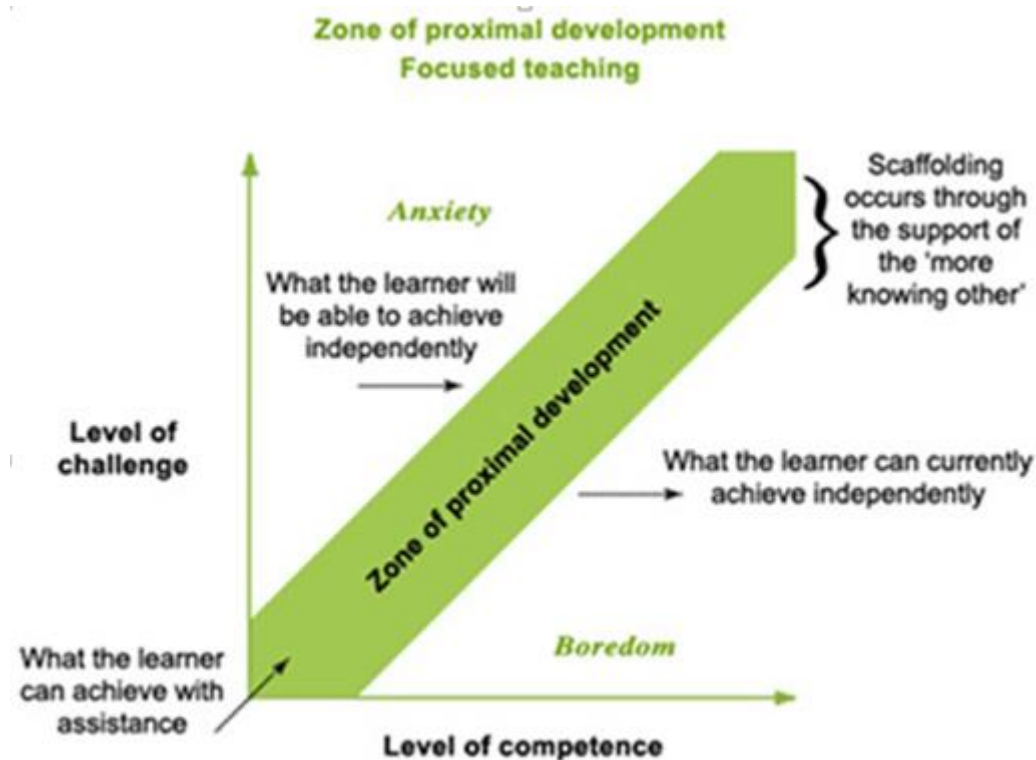 Zone of proximal development
Focused teaching
Anxiety
Scaffolding
occurs through
the support of
the ‘more
knowing other’
What the learner will
be able to achieve
independently
Zone of proximal development
Level of
challenge
What the learner can currently
achieve independently
Boredom
What the learner
can achieve with
assistance
Level of competence